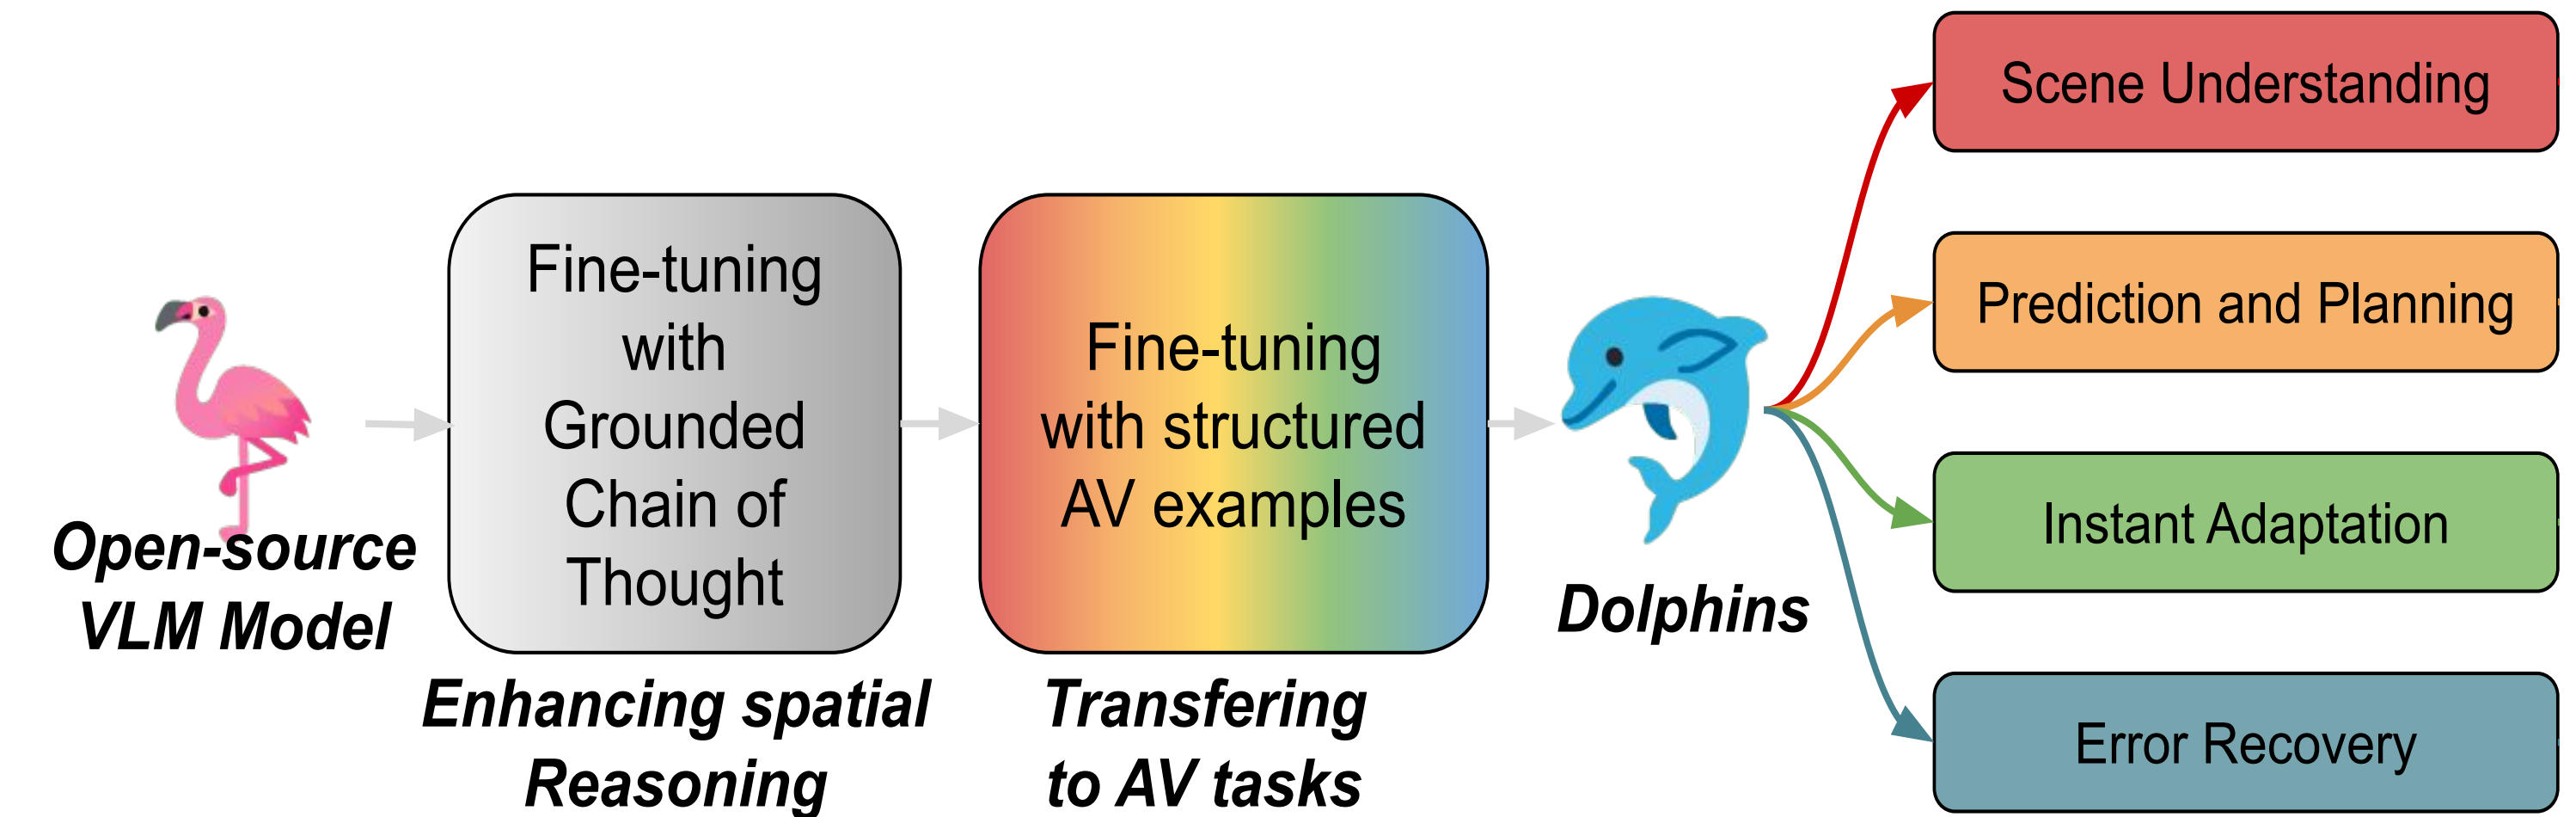 Open-source
VLM Model
Fine-tuning
with
Grounded
Chain of
Thought
Enhancing spatial
Reasoning
Fine-tuning
with structured
AV examples
Transfering
to AV tasks
Dolphins
Scene Understanding
Prediction and Planning
Instant Adaptation
Error Recovery